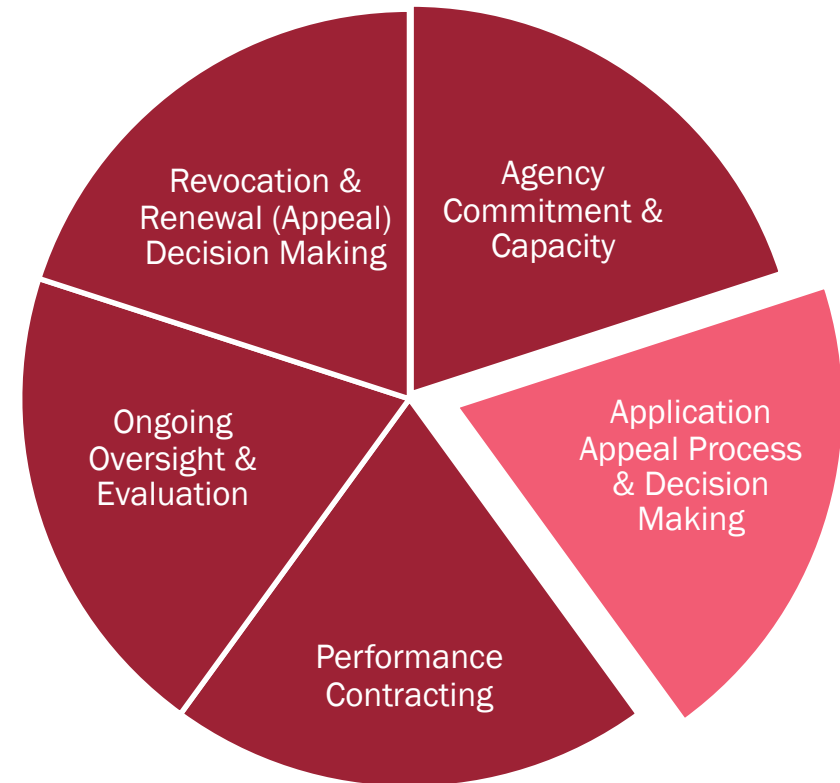 Revocation &
Renewal (Appeal)
Decision Making
Agency
Commitment &
Capacity
Application
Appeal Process
& Decision
Making
Ongoing
Oversight &
Evaluation
Performance
Contracting